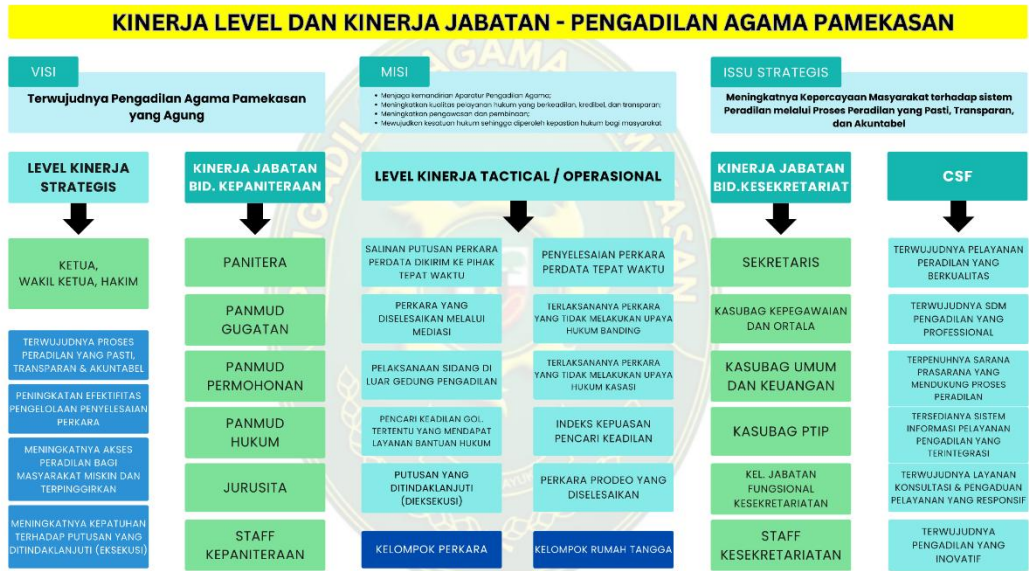 KINERJA LEVEL DAN KINERJA JABATAN - PENGADILAN AGAMA PAMEKASAN
VISI
Terwujudnya Pengadilan Agama Pamekasan
yang Agung
MISI
• Menjaga kemandirian Aparatur Pengadilan Agama;
• Meningkatkan kualitas pelayanan hukum yang berkeadilan, kredibel, dan transparan;
• Meningkatkan pengawasan dan pembinaan;
• Mewujudkan kesatuan hukum sehingga diperoleh kepastian hukum bagi masyarakat.
ISSU STRATEGIS
Meningkatnya Kepercayaan Masyarakat terhadap sistem
Peradilan melalui Proses Peradilan yang Pasti, Transparan,
dan Akuntabel
LEVEL KINERJA
STRATEGIS
KETUA,
WAKIL KETUA, HAKIM
TERWUJUDNYA PROSES
PERADILAN YANG PASTI,
TRANSPARAN & AKUNTABEL
PENINGKATAN EFEKTIFITAS
PENGELOLAAN PENYELESAIAN
PERKARA
MENINGKATNYA AKSES
PERADILAN BAGI
MASYARAKAT MISKIN DAN
TERPINGGIRKAN
MENINGKATNYA KEPATUHAN
TERHADAP PUTUSAN YANG
DITINDAKLANJUTI (EKSEKUSI)
KINERJA JABATAN
BID. KEPANITERAAN
PANITERA
PANMUD
GUGATAN
PANMUD
PERMOHONAN
PANMUD
HUKUM
JURUSITA
STAFF
KEPANITERAAN
LEVEL KINERJA TACTICAL / OPERASIONAL
SALINAN PUTUSAN PERKARA
PERDATA DIKIRIM KE PIHAK
TEPAT WAKTU
PERKARA YANG
DISELESAIKAN MELALUI
MEDIASI
PELAKSANAAN SIDANG DI
LUAR GEDUNG PENGADILAN
PENCARI KEADILAN GOL.
TERTENTU YANG MENDAPAT
LAYANAN BANTUAN HUKUM
PUTUSAN YANG
DITINDAKLANJUTI
(DIEKSEKUSI)
KELOMPOK PERKARA
PENYELESAIAN PERKARA
PERDATA TEPAT WAKTU
TERLAKSANANYA PERKARA
YANG TIDAK MELAKUKAN UPAYA
HUKUM BANDING
TERLAKSANANYA PERKARA
YANG TIDAK MELAKUKAN UPAYA
HUKUM KASASI
INDEKS KEPUASAN
PENCARI KEADILAN
PERKARA PRODEO YANG
DISELESAIKAN
KELOMPOK RUMAH TANGGA
KINERJA JABATAN
BID.KESEKRETARIAT
SEKRETARIS
KASUBAG KEPEGAWAIAN
DAN ORTALA
KASUBAG UMUM
DAN KEUANGAN
KASUBAG PTIP
KEL. JABATAN
FUNGSIONAL
KESEKRETARIATAN
STAFF
KESEKRETARIATAN
CSF
TERWUJUDNYA PELAYANAN
PERADILAN YANG
BERKUALITAS
TERWUJUDNYA SDM
PENGADILAN YANG
PROFESSIONAL
TERPENUHNYA SARANA
PRASARANA YANG
MENDUKUNG PROSES
PERADILAN
TERSEDIANYA SISTEM
INFORMASI PELAYANAN
PENGADILAN YANG
TERINTEGRASI
TERWUJUDNYA LAYANAN
KONSULTASI & PENGADUAN
PELAYANAN YANG RESPONSIF
TERWUJUDNYA
PENGADILAN YANG
INOVATIF